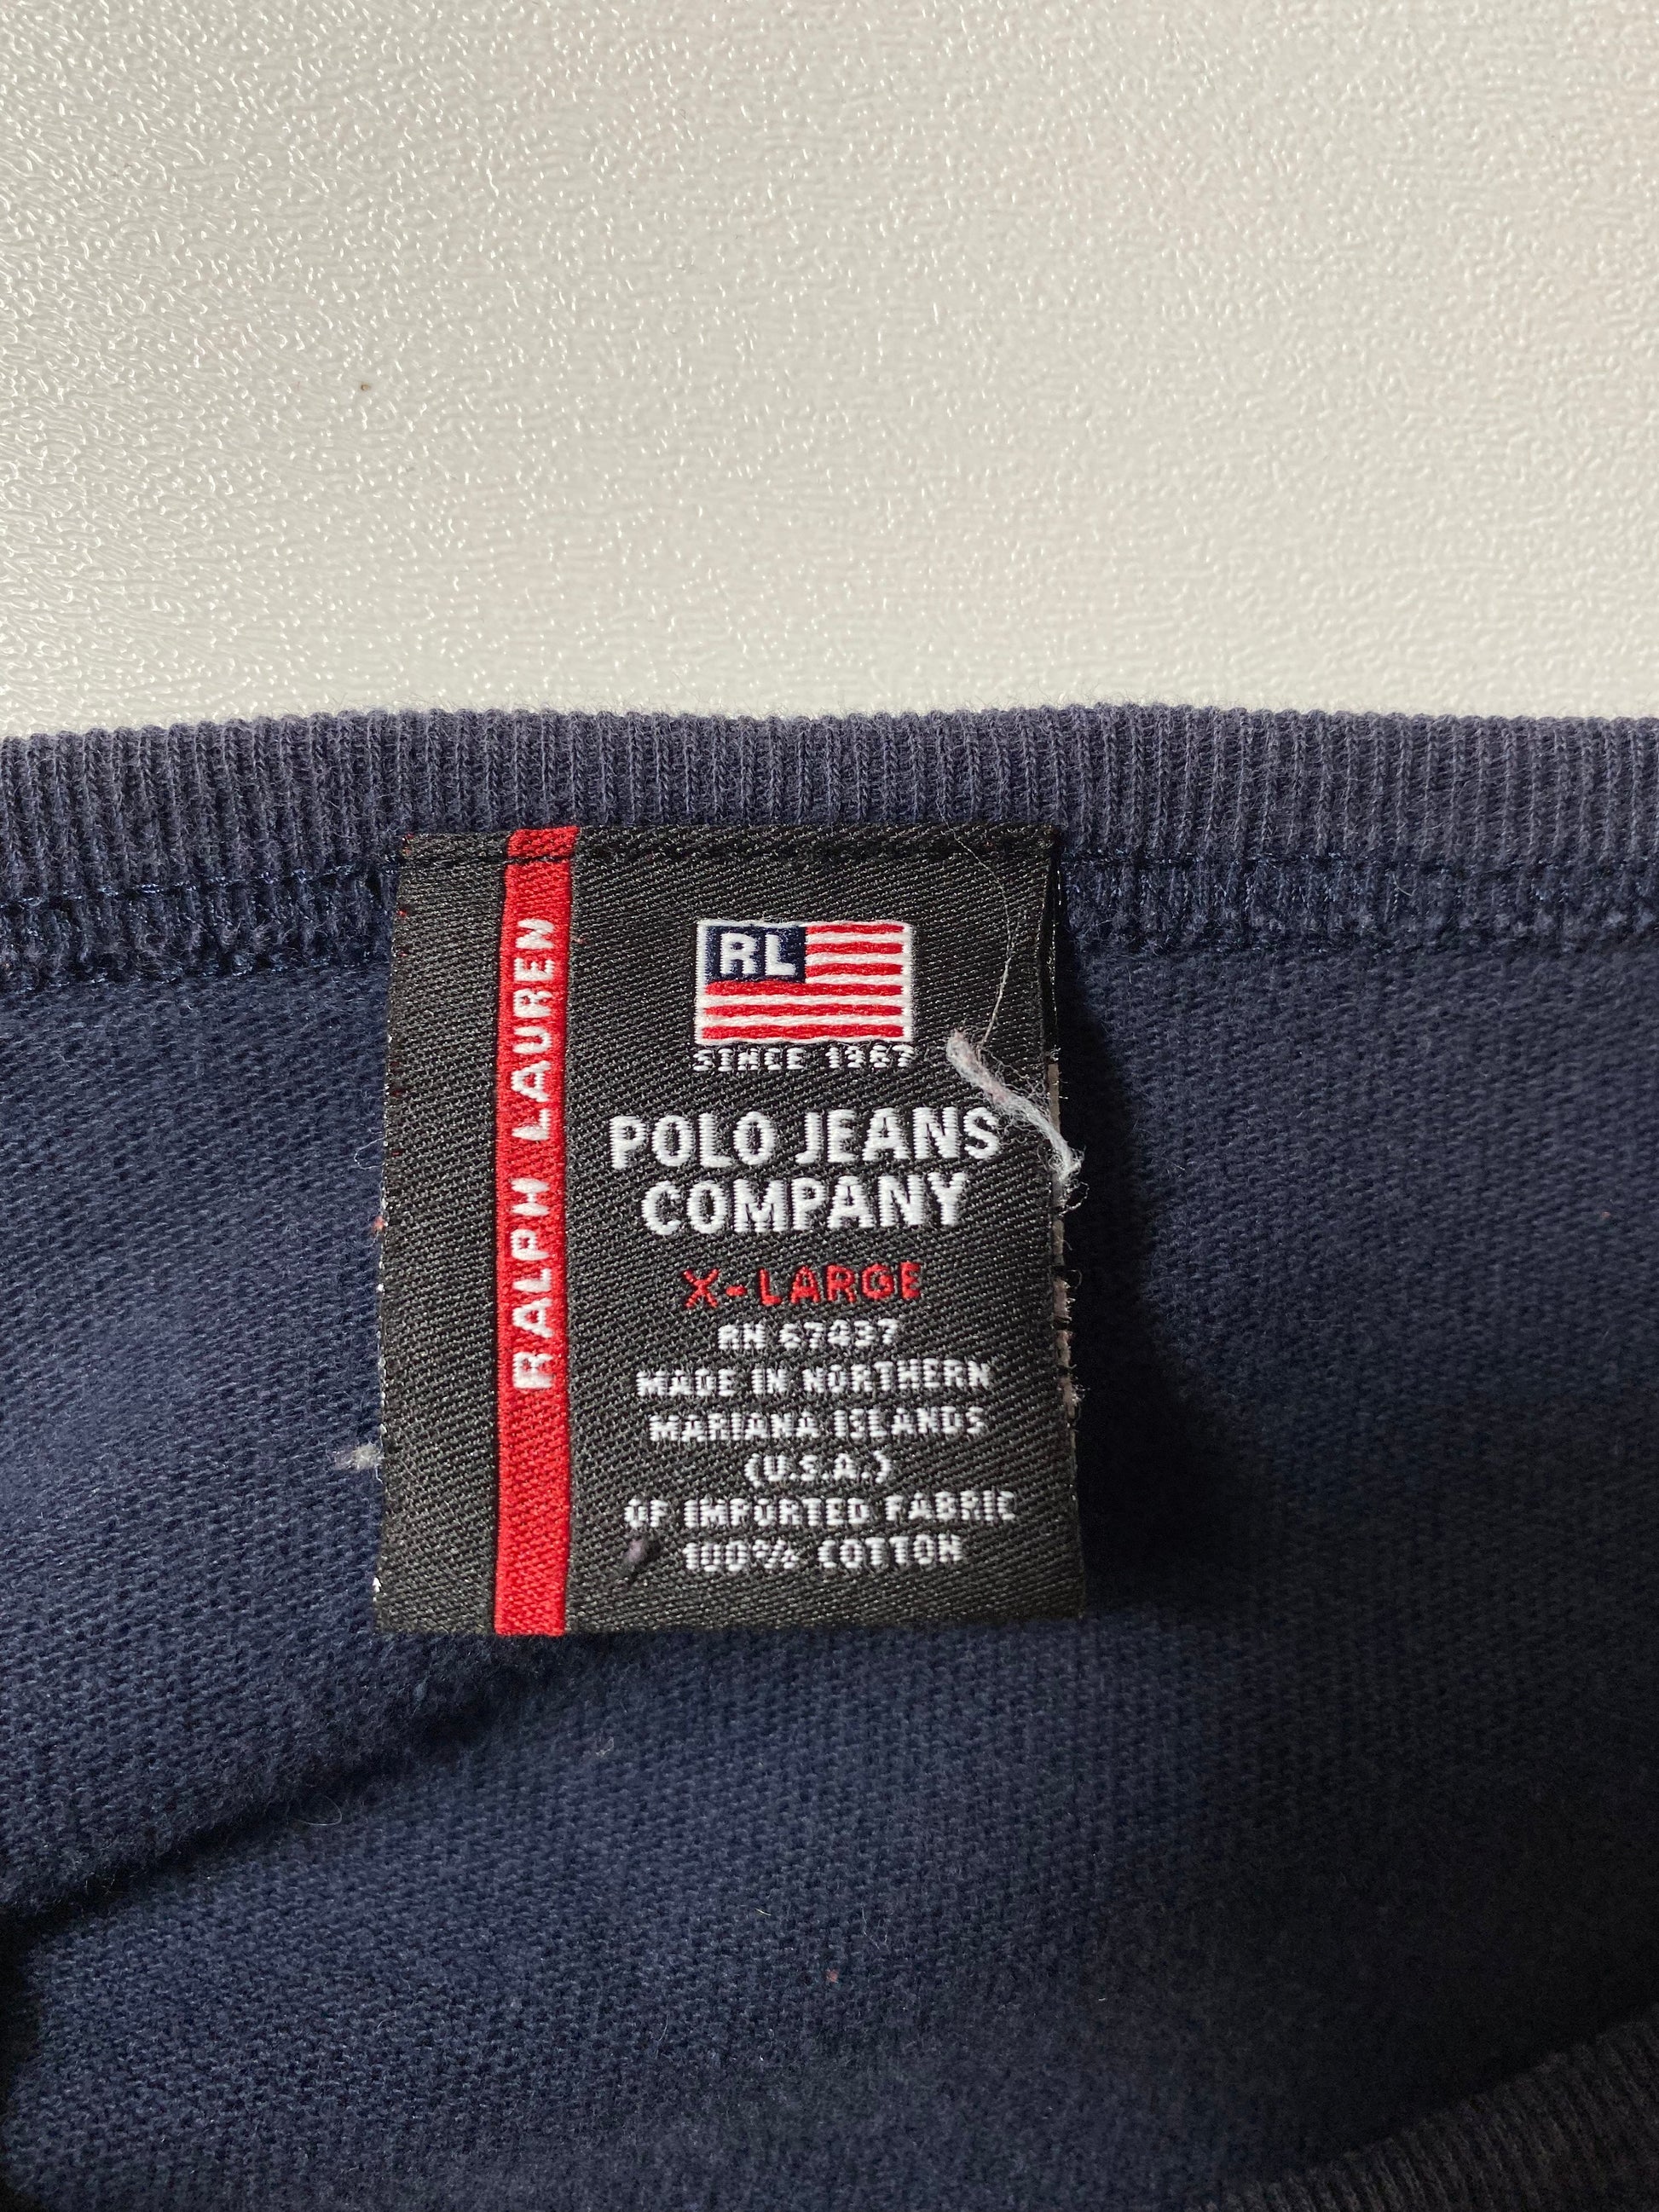 RALPH LAUREN
RL
SINCE 1967
POLO JEANS
COMPANY
X-LARGE
RN 67437
MADE IN NORTHERN
MARIANA ISLANDS
(U.S.A.)
OF IMPORTED FABRIC
100% COTTON